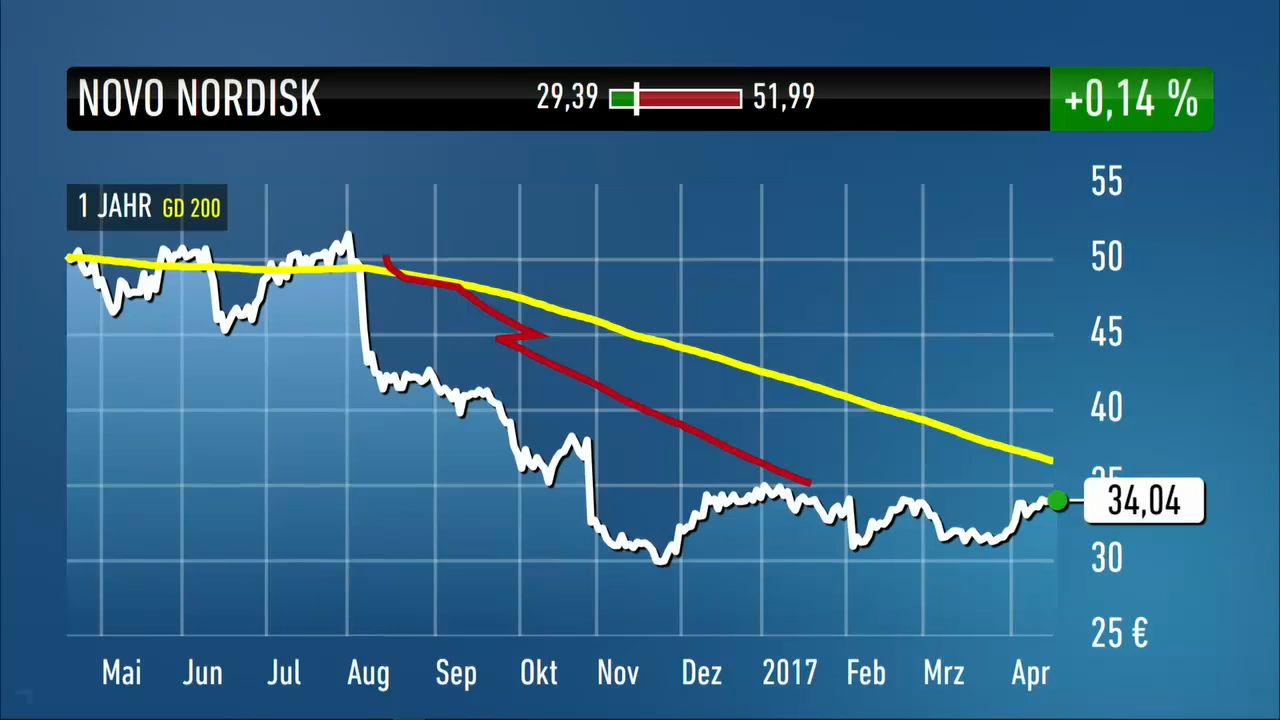 NOVO NORDISK 29,39 51,99 +0,14 %
1 JAHR GD 200
55
50
45
40
35
34,04
30
25 €
Mai Jun Jul Aug Sep Okt Nov Dez 2017 Feb Mrz Apr